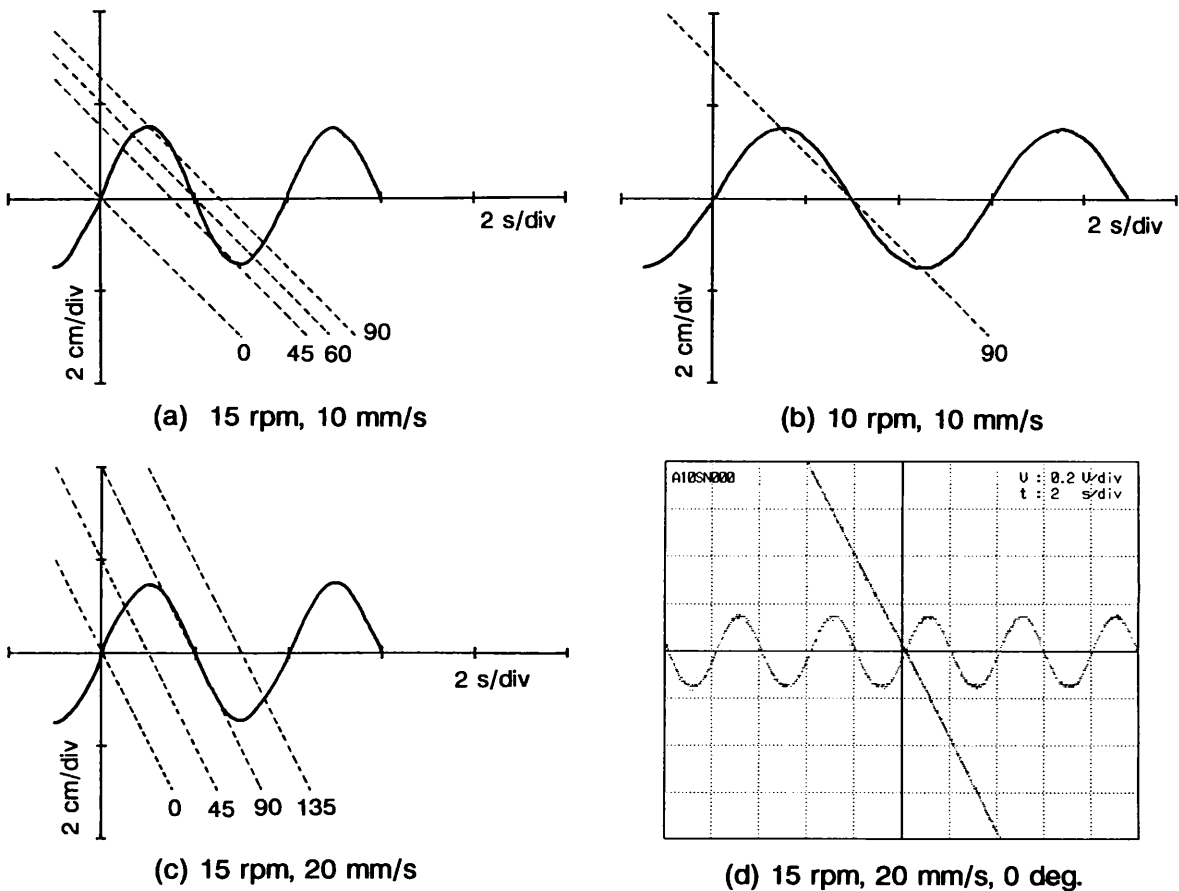 2 s/div
2 cm/div
0 45 60 90
(a) 15 rpm, 10 mm/s
2 s/div
2 cm/div
90
(b) 10 rpm, 10 mm/s
2 s/div
2 cm/div
0 45 90 135
(c) 15 rpm, 20 mm/s
A10SN000
V : 0.2 V/div
t : 2 s/div
(d) 15 rpm, 20 mm/s, 0 deg.